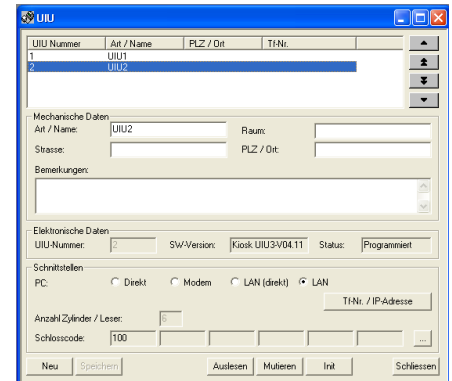 UIU
UIU Nummer Art / Name PLZ / Ort Tf-Nr.
1 UIU1
2 UIU2
Mechanische Daten
Art / Name: UIU2 Raum:
Strasse: PLZ / Ort:
Bemerkungen:
Elektronische Daten
UIU-Nummer: 2 SW-Version: Kiosk UIU3-V04.11 Status: Programmiert
Schnittstellen
PC: Direkt Modem LAN (direkt) LAN
Tf-Nr. / IP-Adresse
Anzahl Zylinder / Leser: 6
Schlosscode: 100 ...
Neu Speichern Auslesen Mutieren Init Schliessen